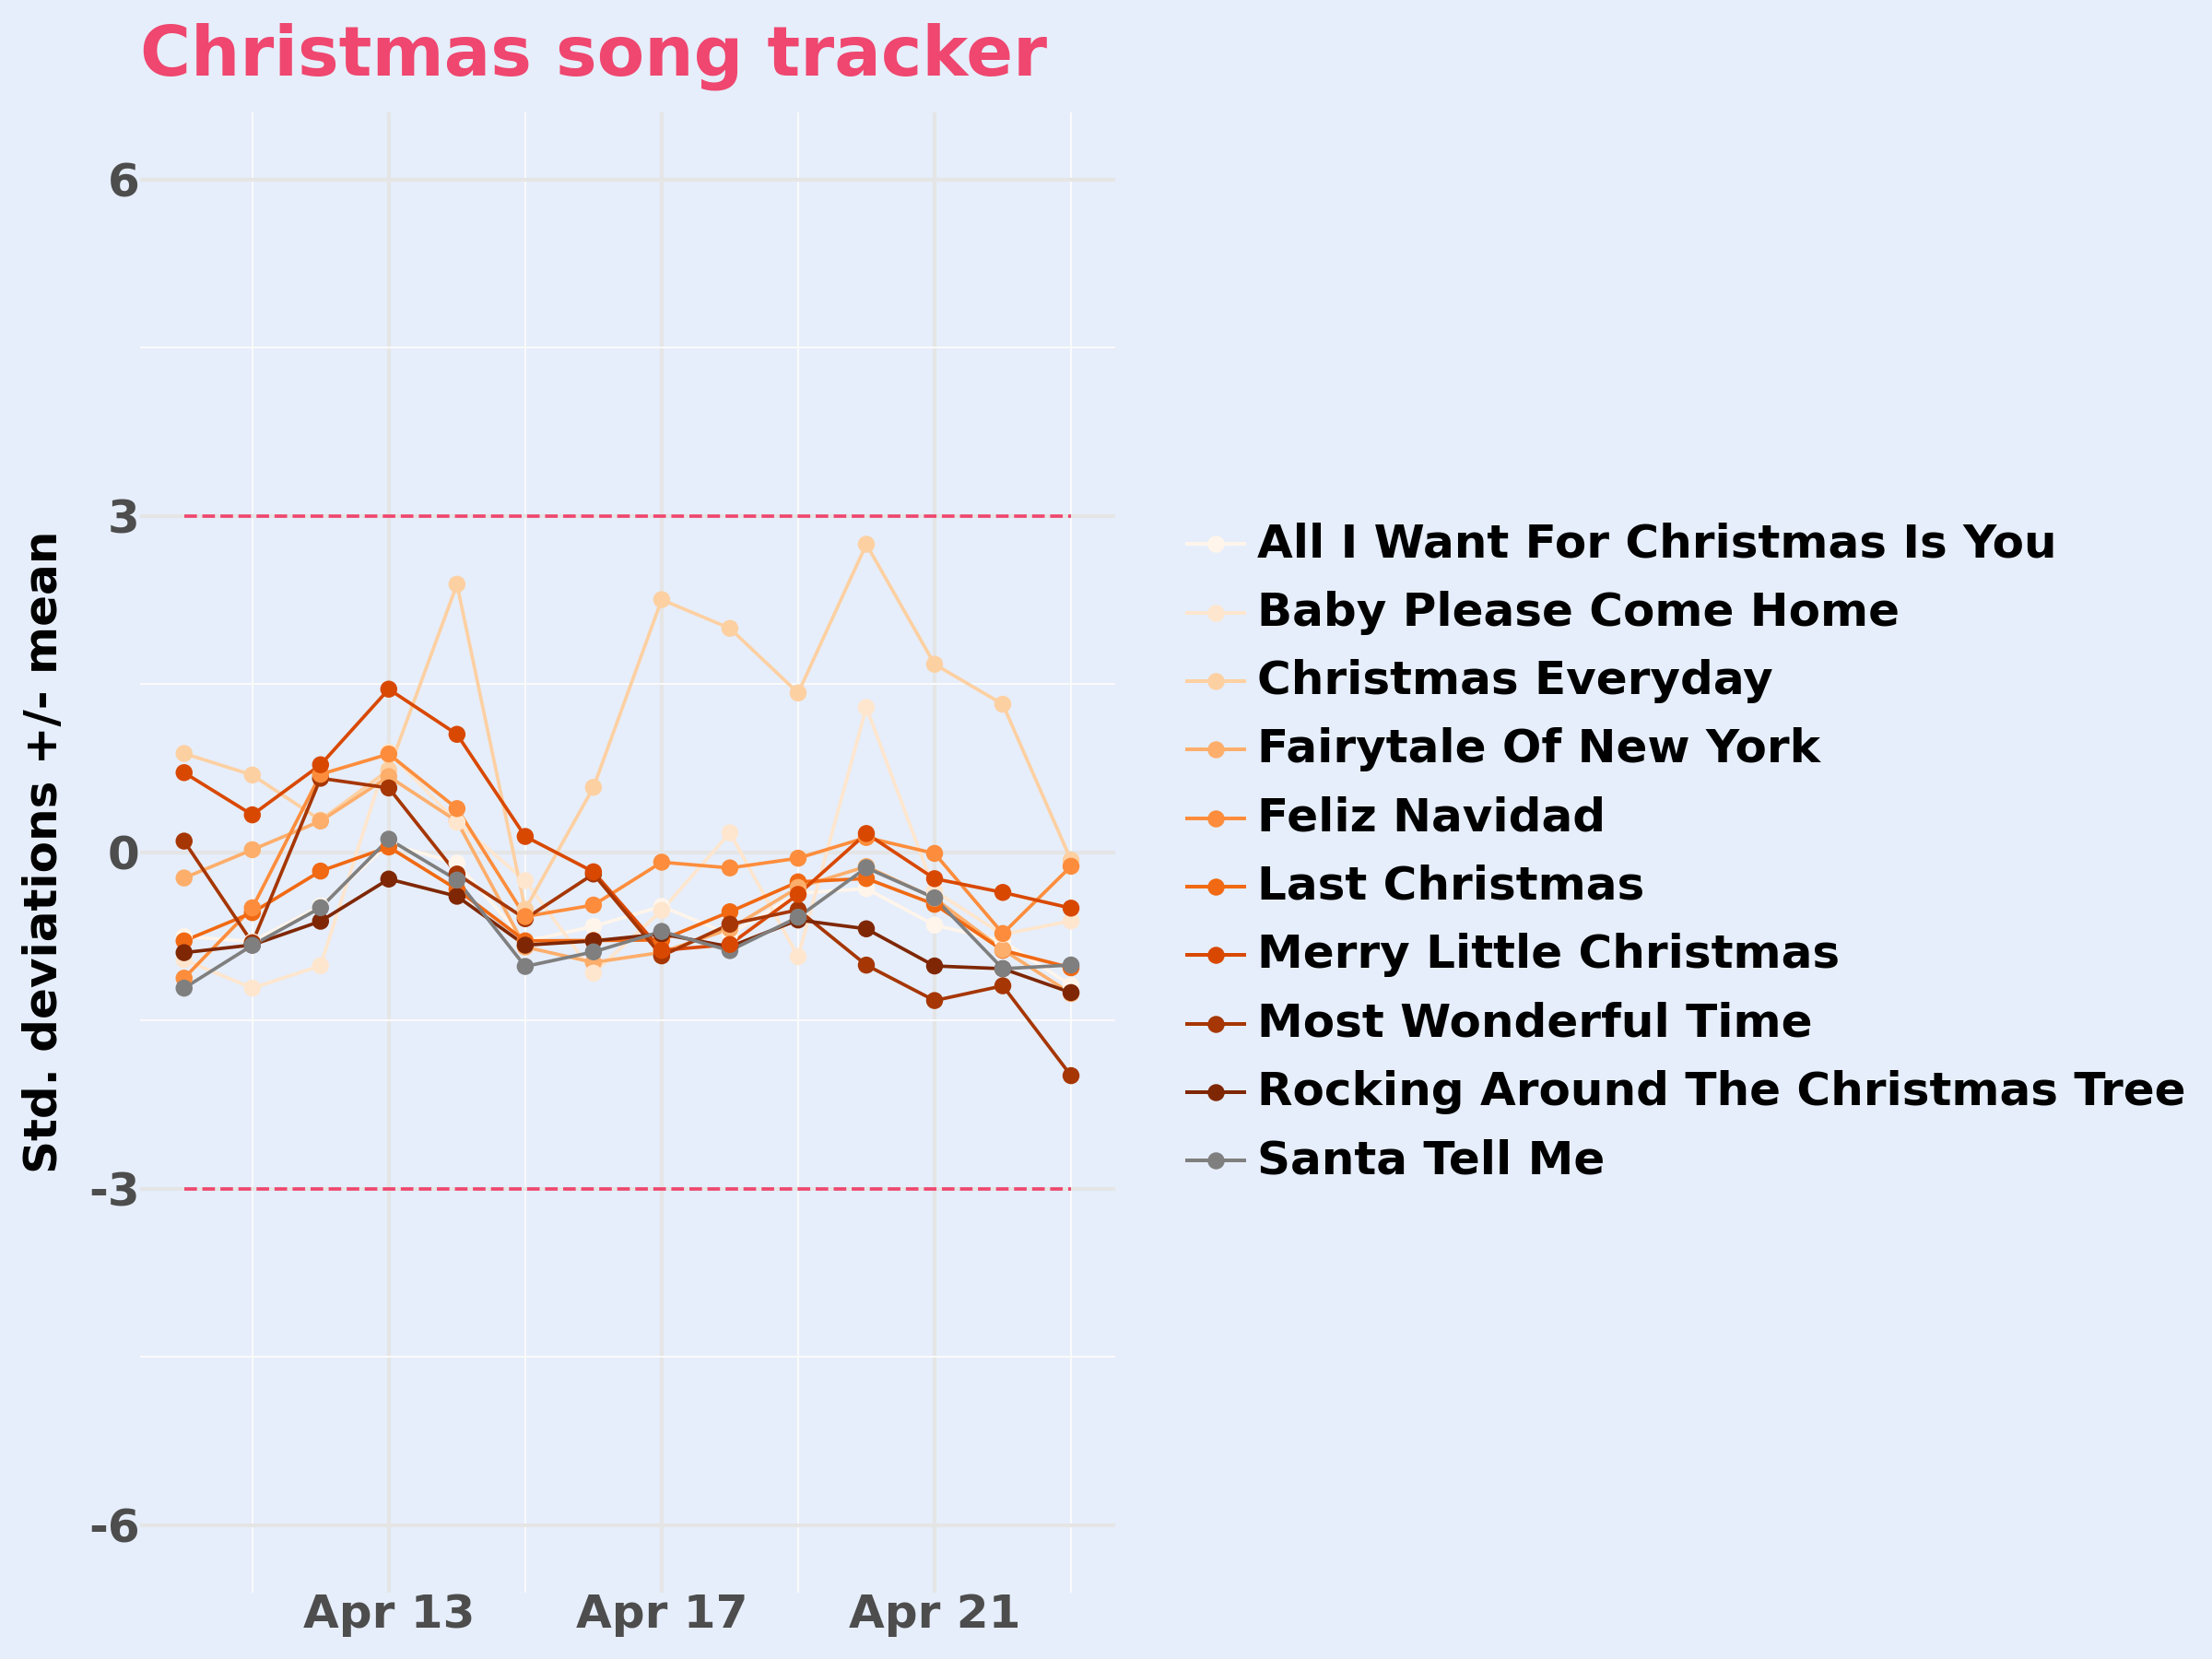 Christmas song tracker
Std. deviations +/- mean
6
3
0
-3
-6
Apr 13
Apr 17
Apr 21
All I Want For Christmas Is You
Baby Please Come Home
Christmas Everyday
Fairytale Of New York
Feliz Navidad
Last Christmas
Merry Little Christmas
Most Wonderful Time
Rocking Around The Christmas Tree
Santa Tell Me